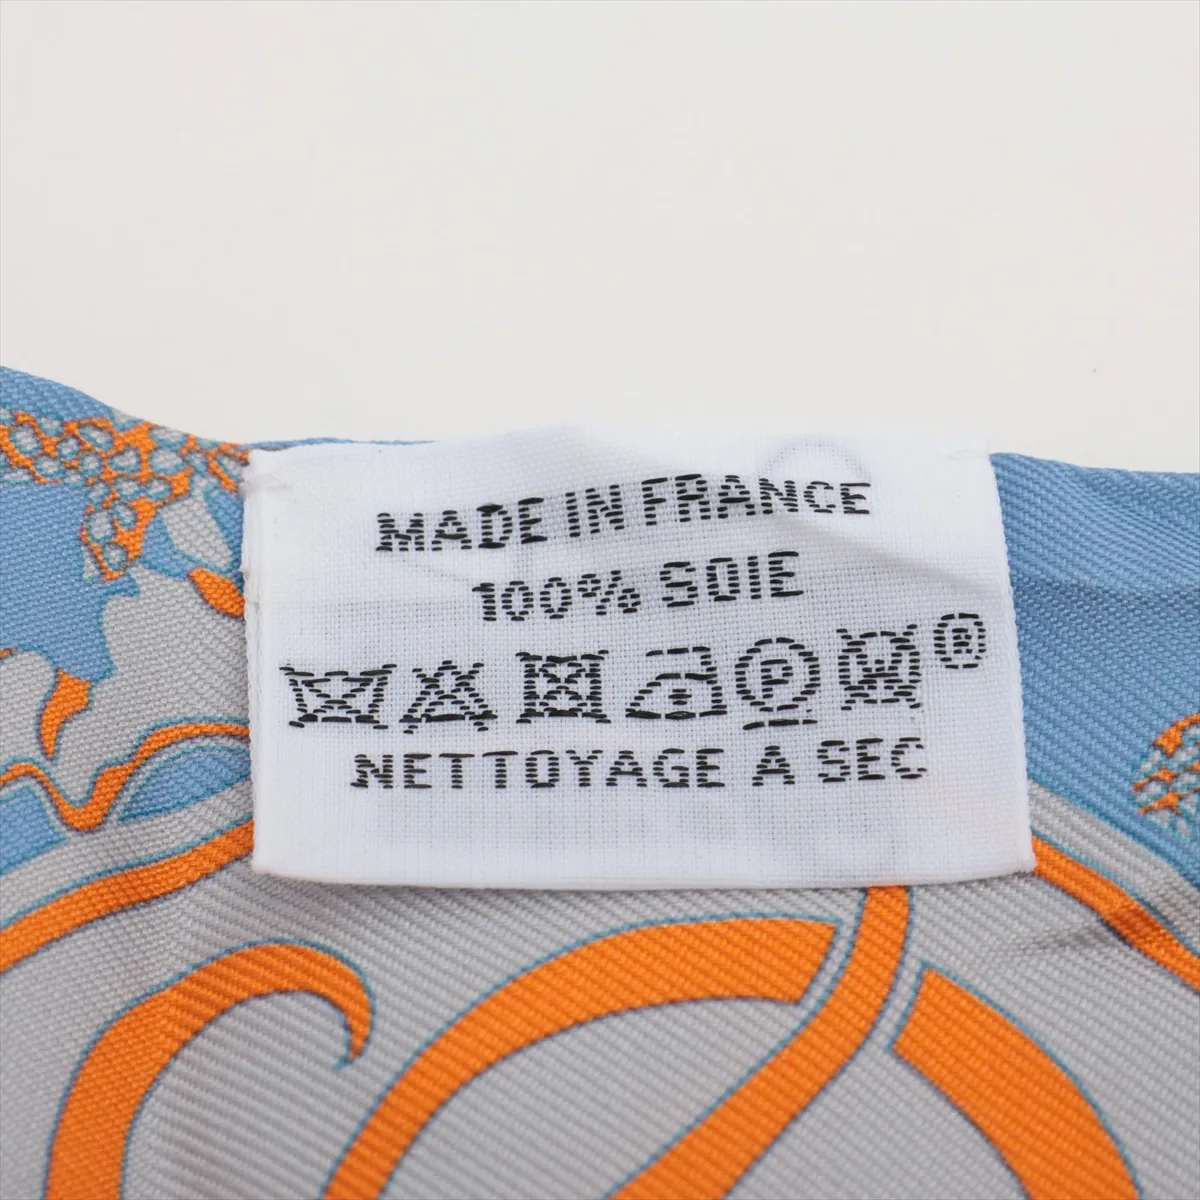 MADE IN FRANCE
100% SOIE
P W ®
NETTOYAGE A SEC